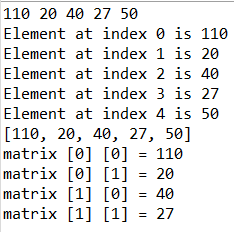 110 20 40 27 50
Element at index 0 is 110
Element at index 1 is 20
Element at index 2 is 40
Element at index 3 is 27
Element at index 4 is 50
[110, 20, 40, 27, 50]
matrix [0] [0] = 110
matrix [0] [1] = 20
matrix [1] [0] = 40
matrix [1] [1] = 27